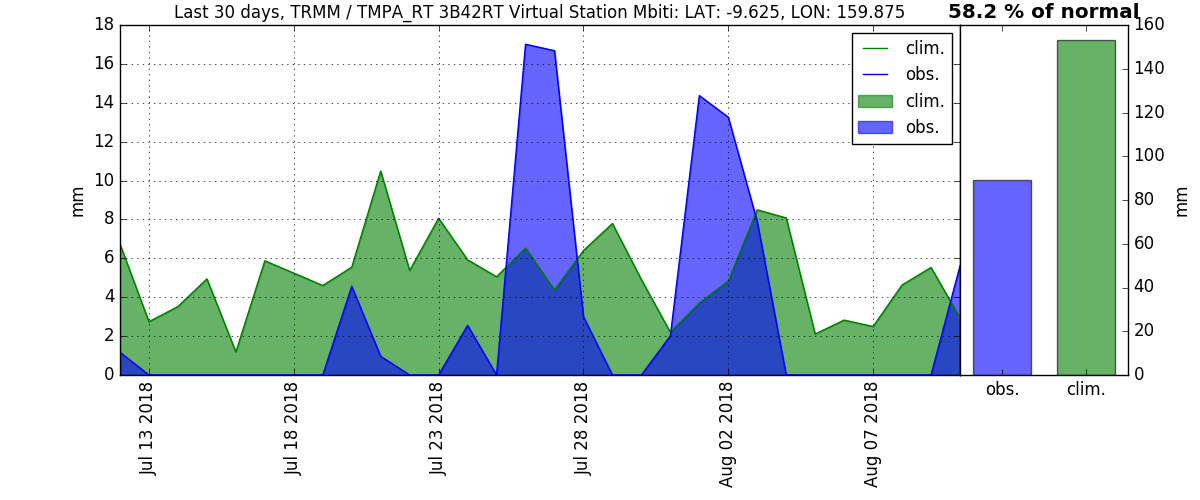 Last 30 days, TRMM / TMPA_RT 3B42RT Virtual Station Mbiti: LAT: -9.625, LON: 159.875
58.2 % of normal
18
16
14
12
10
8
6
4
2
0
mm
clim.
obs.
clim.
obs.
Jul 13 2018
Jul 18 2018
Jul 23 2018
Jul 28 2018
Aug 02 2018
Aug 07 2018
160
140
120
100
80
60
40
20
0
mm
obs.
clim.